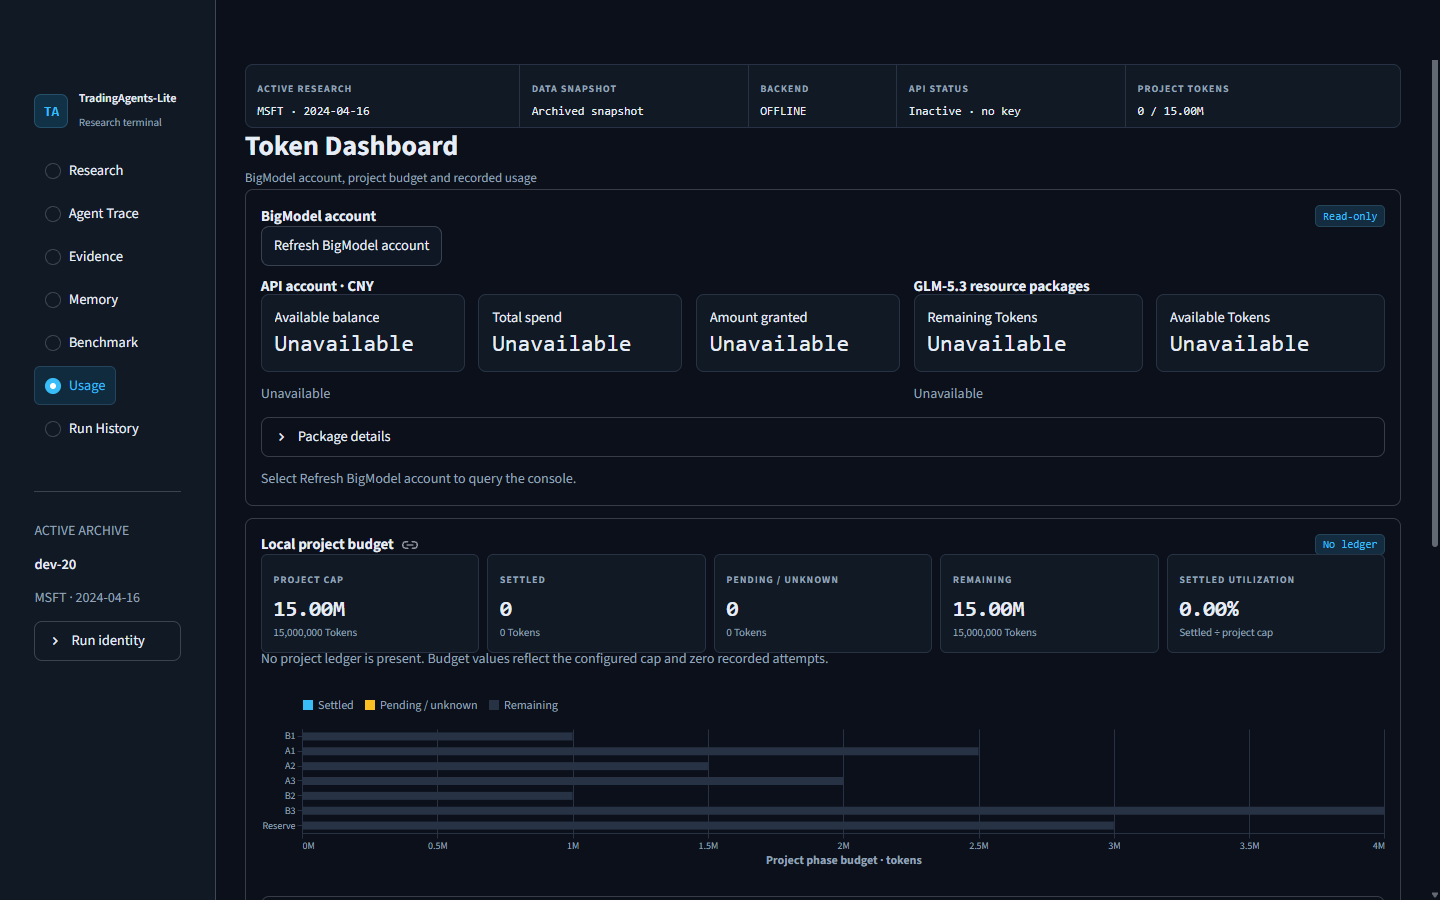 TA
TradingAgents-Lite
Research terminal
Research
Agent Trace
Evidence
Memory
Benchmark
Usage
Run History
ACTIVE ARCHIVE
dev-20
MSFT · 2024-04-16
Run identity
ACTIVE RESEARCH
MSFT · 2024-04-16
DATA SNAPSHOT
Archived snapshot
BACKEND
OFFLINE
API STATUS
Inactive · no key
PROJECT TOKENS
0 / 15.00M
Token Dashboard
BigModel account, project budget and recorded usage
BigModel account
Read-only
Refresh BigModel account
API account · CNY
Available balance
Unavailable
Total spend
Unavailable
Amount granted
Unavailable
Unavailable
GLM-5.3 resource packages
Remaining Tokens
Unavailable
Available Tokens
Unavailable
Unavailable
Package details
Select Refresh BigModel account to query the console.
Local project budget
No ledger
PROJECT CAP
15.00M
15,000,000 Tokens
SETTLED
0
0 Tokens
PENDING / UNKNOWN
0
0 Tokens
REMAINING
15.00M
15,000,000 Tokens
SETTLED UTILIZATION
0.00%
Settled ÷ project cap
No project ledger is present. Budget values reflect the configured cap and zero recorded attempts.
Settled Pending / unknown Remaining
B1
A1
A2
A3
B2
B3
Reserve
0M 0.5M 1M 1.5M 2M 2.5M 3M 3.5M 4M
Project phase budget · tokens